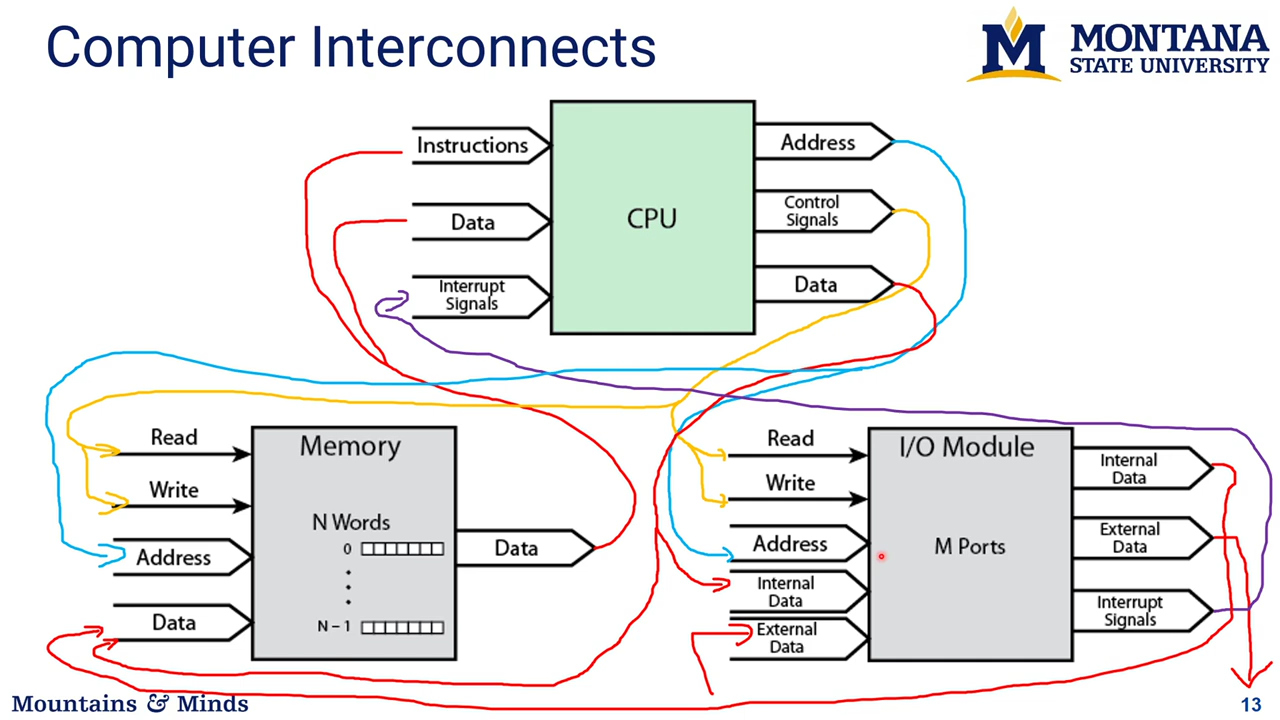 Computer Interconnects
MONTANA
STATE UNIVERSITY
Instructions
Data
Interrupt
Signals
CPU
Address
Control
Signals
Data
Read
Write
Address
Data
Memory
N Words
0
N – 1
Data
Read
Write
Address
Internal
Data
External
Data
I/O Module
M Ports
Internal
Data
External
Data
Interrupt
Signals
Mountains & Minds
13